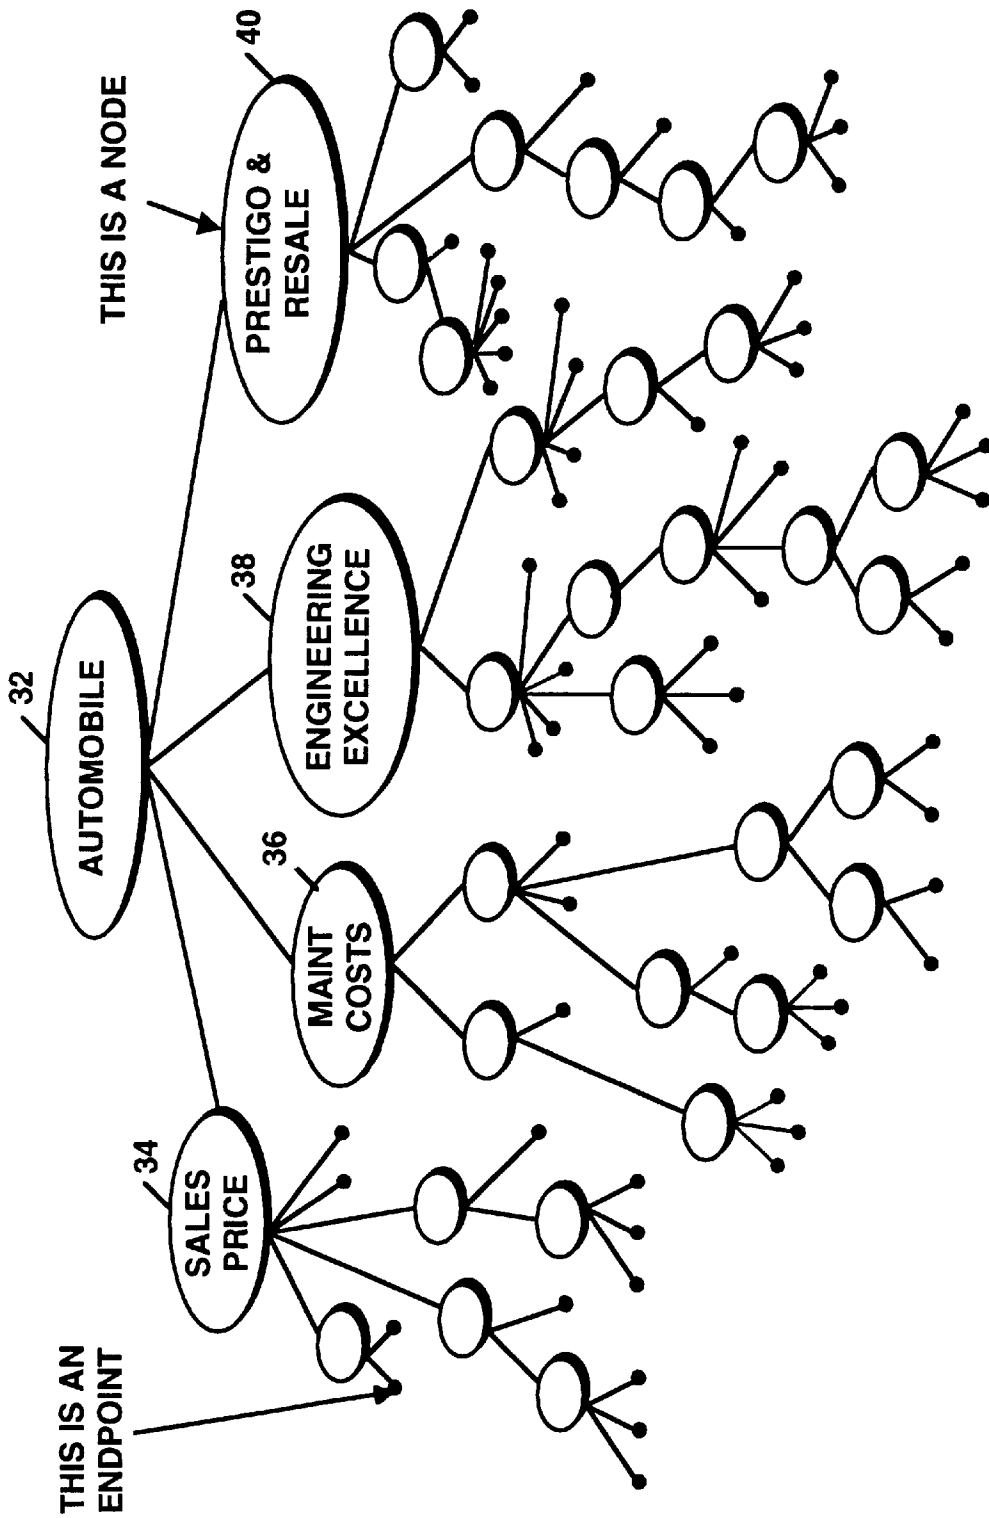 32
AUTOMOBILE
THIS IS A NODE
40
PRESTIGO &
RESALE
38
ENGINEERING
EXCELLENCE
36
MAINT
COSTS
34
SALES
PRICE
THIS IS AN
ENDPOINT